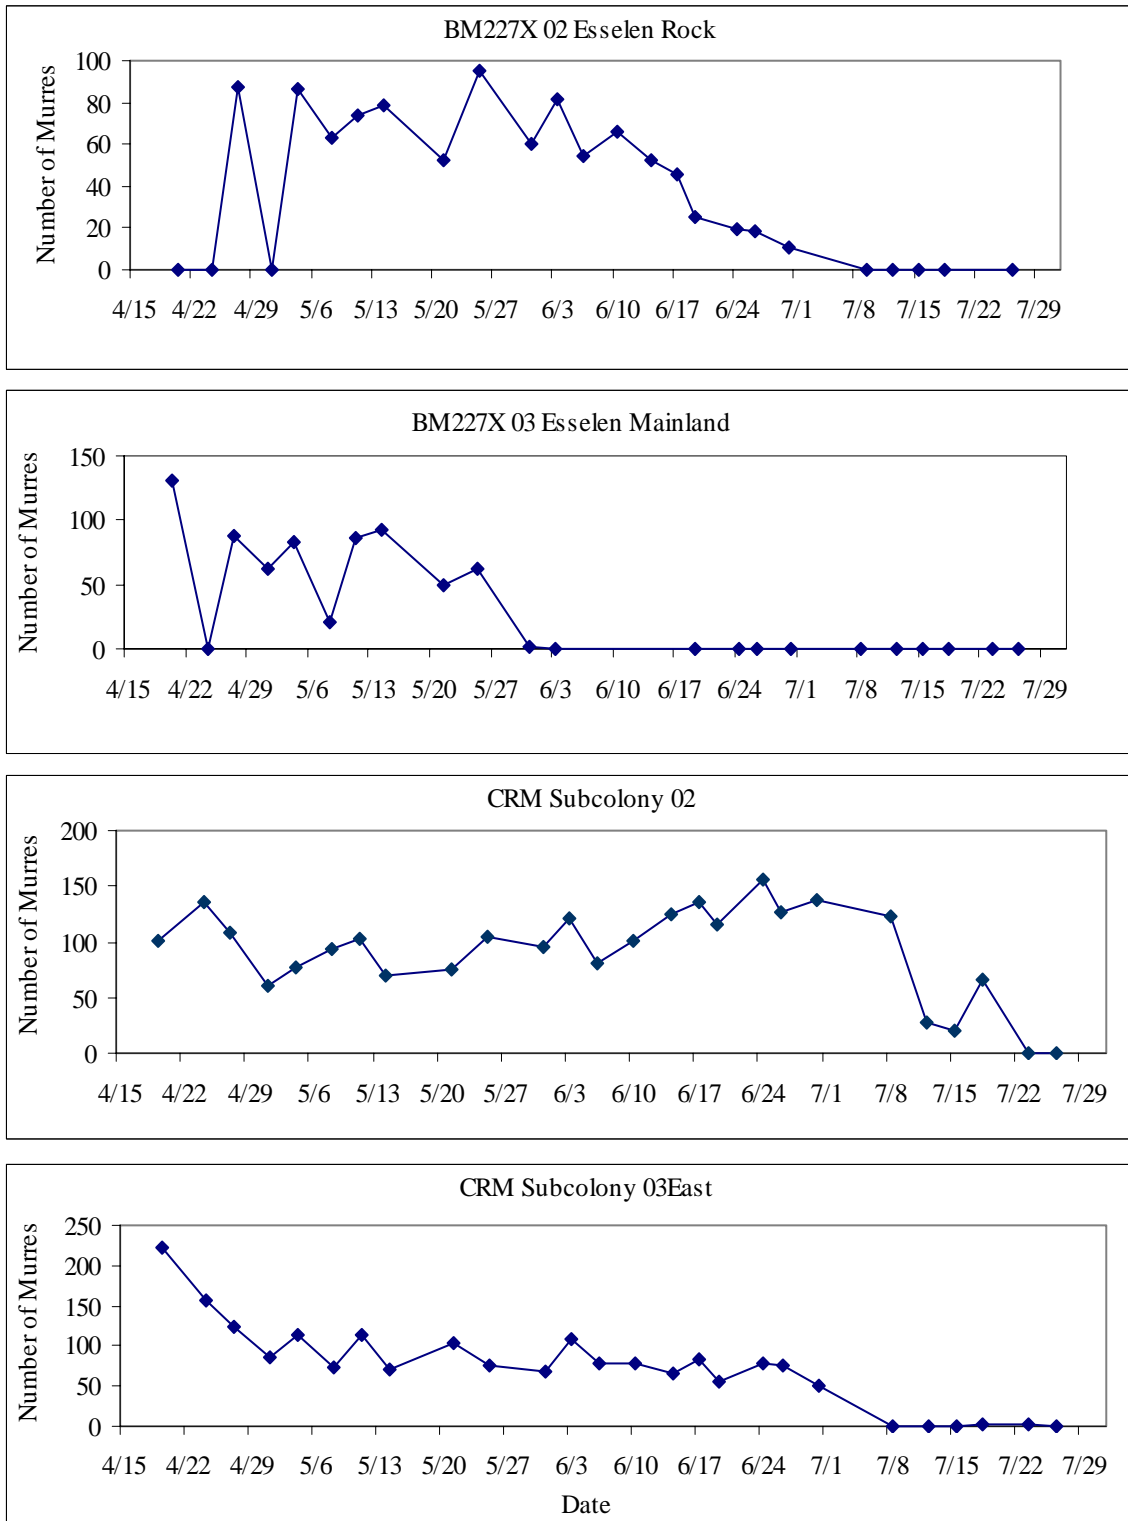 BM227X 02 Esselen Rock
Number of Murres
100
80
60
40
20
0
4/15 4/22 4/29 5/6 5/13 5/20 5/27 6/3 6/10 6/17 6/24 7/1 7/8 7/15 7/22 7/29
BM227X 03 Esselen Mainland
Number of Murres
150
100
50
0
4/15 4/22 4/29 5/6 5/13 5/20 5/27 6/3 6/10 6/17 6/24 7/1 7/8 7/15 7/22 7/29
CRM Subcolony 02
Number of Murres
200
150
100
50
0
4/15 4/22 4/29 5/6 5/13 5/20 5/27 6/3 6/10 6/17 6/24 7/1 7/8 7/15 7/22 7/29
CRM Subcolony 03East
Number of Murres
250
200
150
100
50
0
4/15 4/22 4/29 5/6 5/13 5/20 5/27 6/3 6/10 6/17 6/24 7/1 7/8 7/15 7/22 7/29
Date